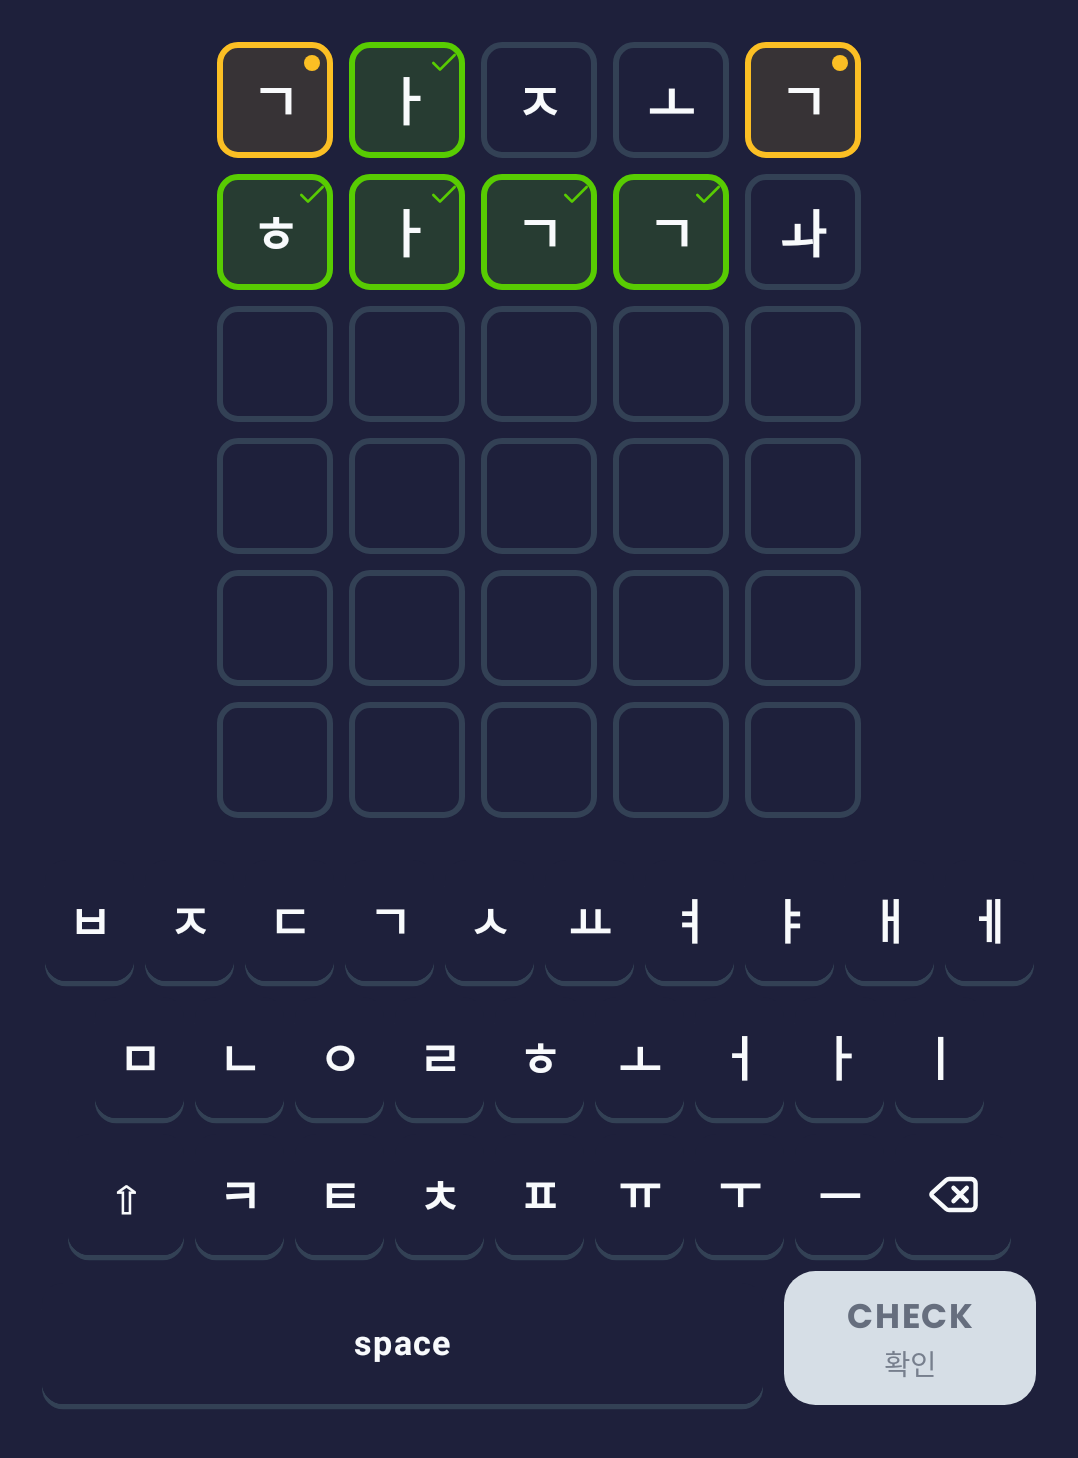 ㄱ ㅏ ㅈ ㅗ ㄱ
ㅎ ㅏ ㄱ ㄱ ㅘ
ㅂ ㅈ ㄷ ㄱ ㅅ ㅛ ㅕ ㅑ ㅐ ㅔ
ㅁ ㄴ ㅇ ㄹ ㅎ ㅗ ㅓ ㅏ ㅣ
⇧ ㅋ ㅌ ㅊ ㅍ ㅠ ㅜ ㅡ
space
CHECK
확인